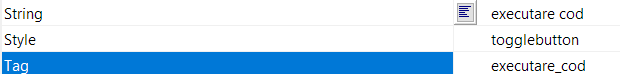 String executare cod
Style togglebutton
Tag executare_cod